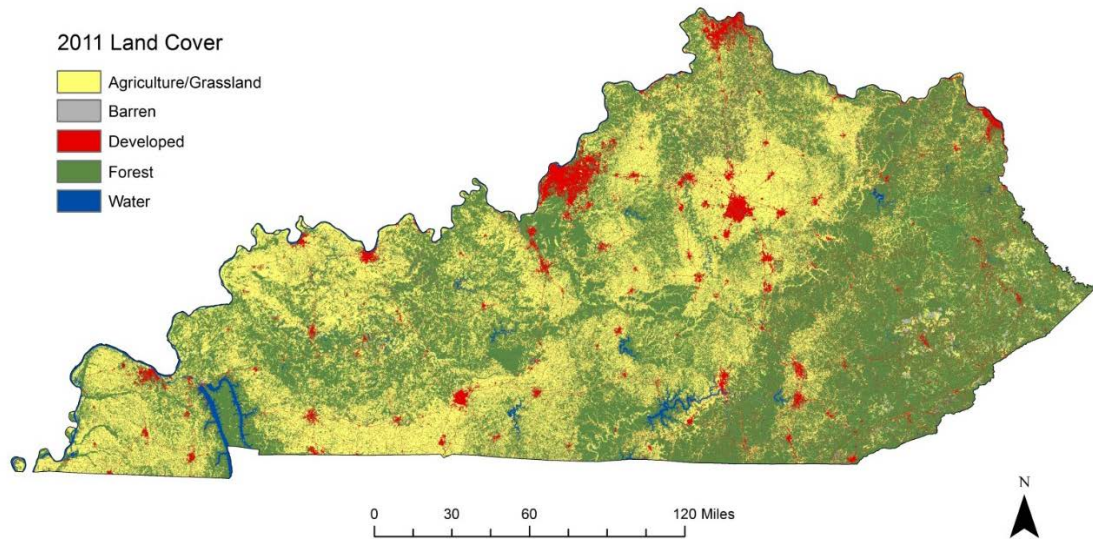 2011 Land Cover
Agriculture/Grassland
Barren
Developed
Forest
Water
N
0 30 60 120 Miles